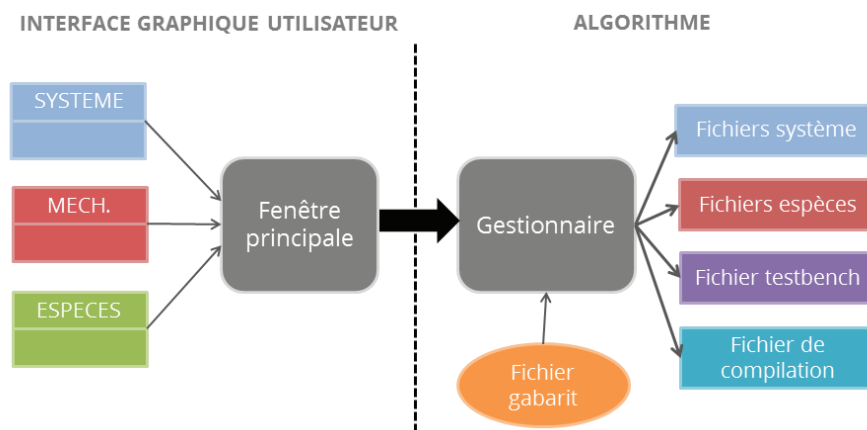 INTERFACE GRAPHIQUE UTILISATEUR
ALGORITHME
SYSTEME
MECH.
ESPECES
Fenêtre
principale
Gestionnaire
Fichier
gabarit
Fichiers système
Fichiers espèces
Fichier testbench
Fichier de
compilation